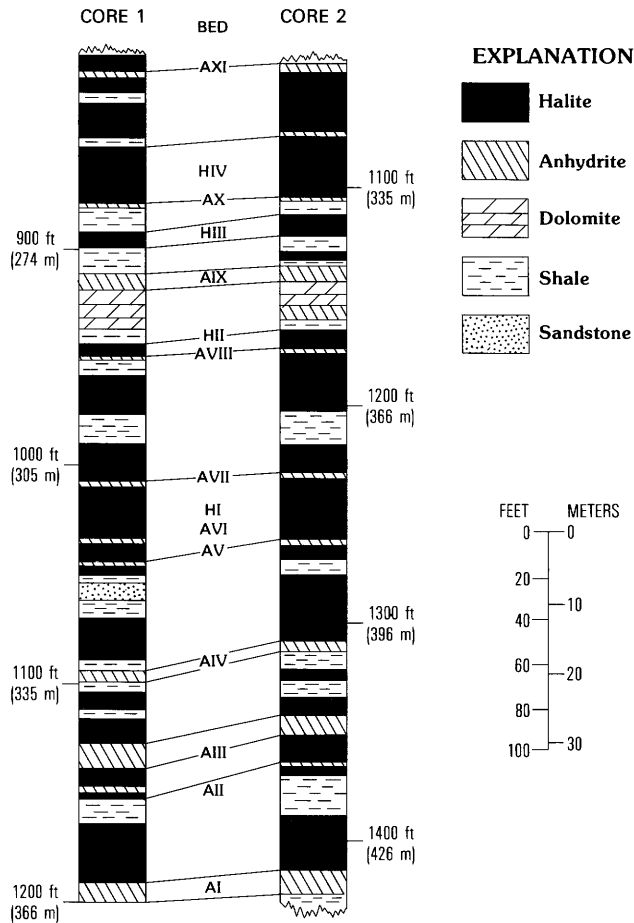 CORE 1
BED
CORE 2
AXI
HIV
AX
HIII
AIX
HII
AVIII
AVII
HI
AVI
AV
AIV
AIII
AII
AI
900 ft
(274 m)
1000 ft
(305 m)
1100 ft
(335 m)
1200 ft
(366 m)
1100 ft
(335 m)
1200 ft
(366 m)
1300 ft
(396 m)
1400 ft
(426 m)
EXPLANATION
Halite
Anhydrite
Dolomite
Shale
Sandstone
FEET METERS
0 0
20
10
40
60
20
80
30
100